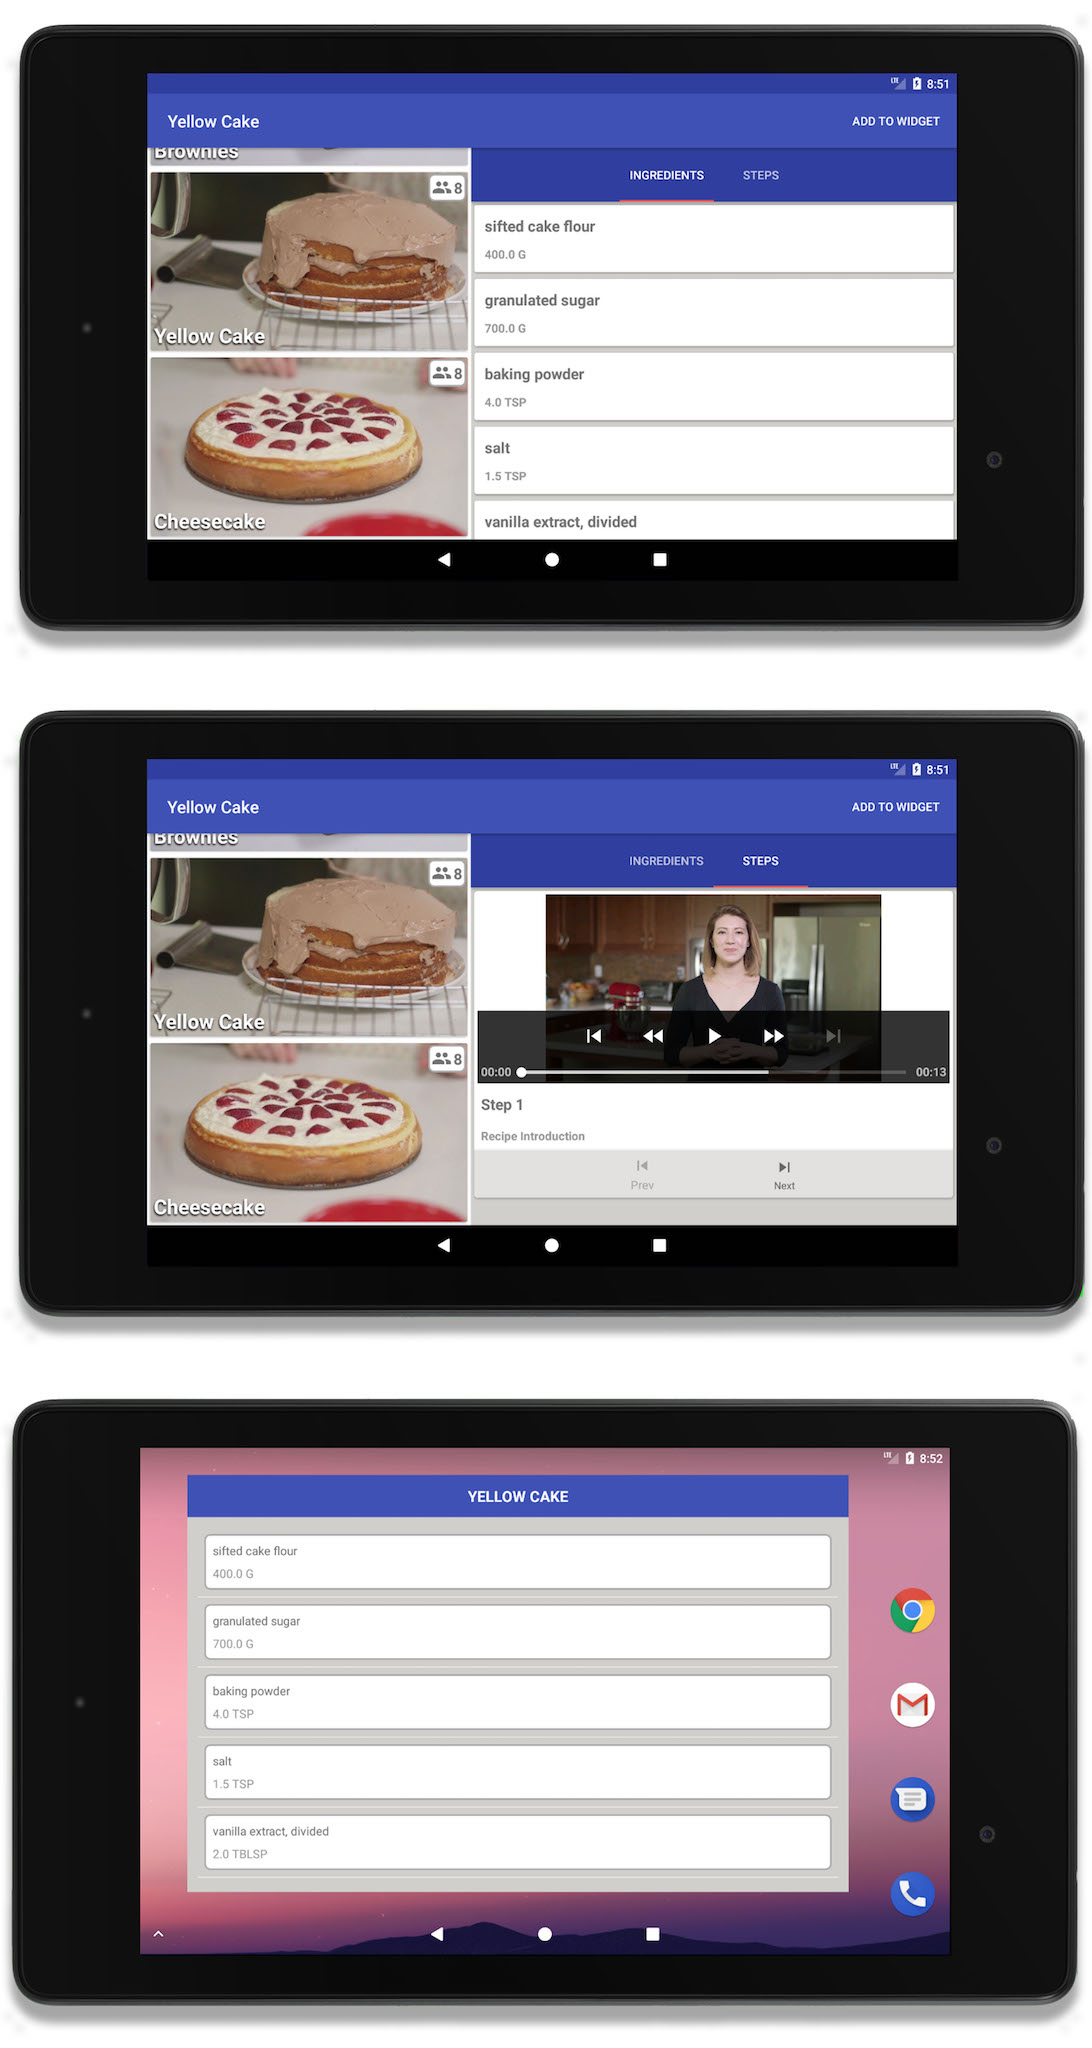 LTE 8:51
Yellow Cake
ADD TO WIDGET
Brownies
8
Yellow Cake
8
Cheesecake
INGREDIENTS
STEPS
sifted cake flour
400.0 G
granulated sugar
700.0 G
baking powder
4.0 TSP
salt
1.5 TSP
vanilla extract, divided
LTE 8:51
Yellow Cake
ADD TO WIDGET
Brownies
8
Yellow Cake
8
Cheesecake
INGREDIENTS
STEPS
00:00
00:13
Step 1
Recipe Introduction
Prev
Next
LTE 8:52
YELLOW CAKE
sifted cake flour
400.0 G
granulated sugar
700.0 G
baking powder
4.0 TSP
salt
1.5 TSP
vanilla extract, divided
2.0 TBLSP